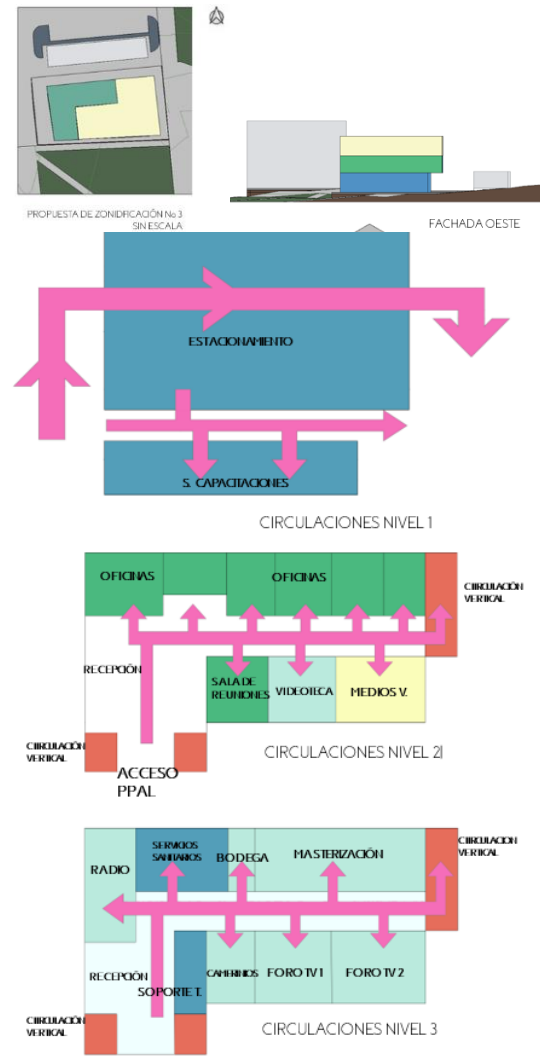 PROPUESTA DE ZONIDIFICACIÓN No 3
SIN ESCALA
FACHADA OESTE
ESTACIONAMIENTO
S. CAPACITACIONES
CIRCULACIONES NIVEL 1
OFICINAS
OFICINAS
CIRCULACIÓN
VERTICAL
RECEPCIÓN
SALA DE
REUNIONES
VIDEOTECA
MEDIOS V.
CIRCULACIÓN
VERTICAL
ACCESO
PPAL
CIRCULACIONES NIVEL 2
SERVICIOS
SANITARIOS
BODEGA
MASTERIZACIÓN
CIRCULACION
VERTICAL
RADIO
RECEPCIÓN
SOPORTE T.
CAMERINIOS
FORO TV 1
FORO TV 2
CIRCULACIÓN
VERTICAL
CIRCULACIONES NIVEL 3